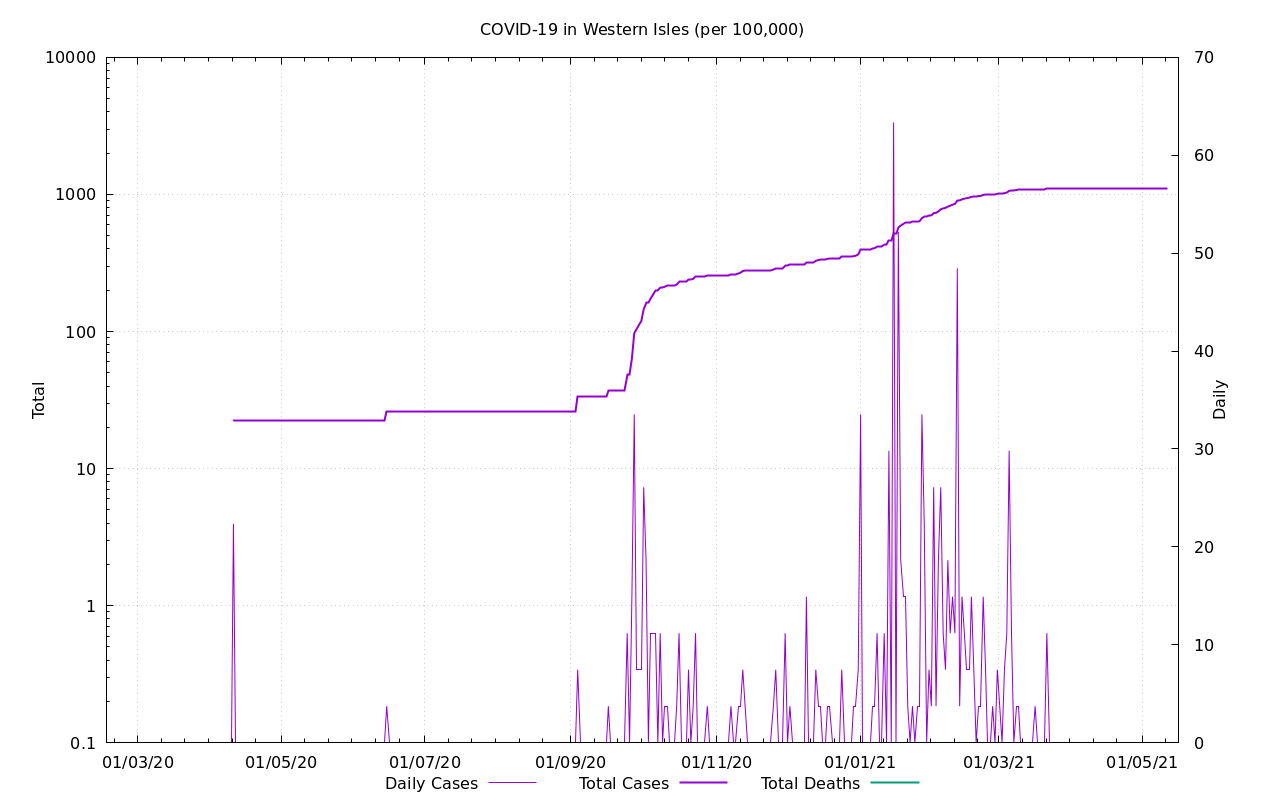 COVID-19 in Western Isles (per 100,000)
10000
1000
100
10
1
0.1
Total
70
60
50
40
30
20
10
0
Daily
01/03/20 01/05/20 01/07/20 01/09/20 01/11/20 01/01/21 01/03/21 01/05/21
Daily Cases Total Cases Total Deaths